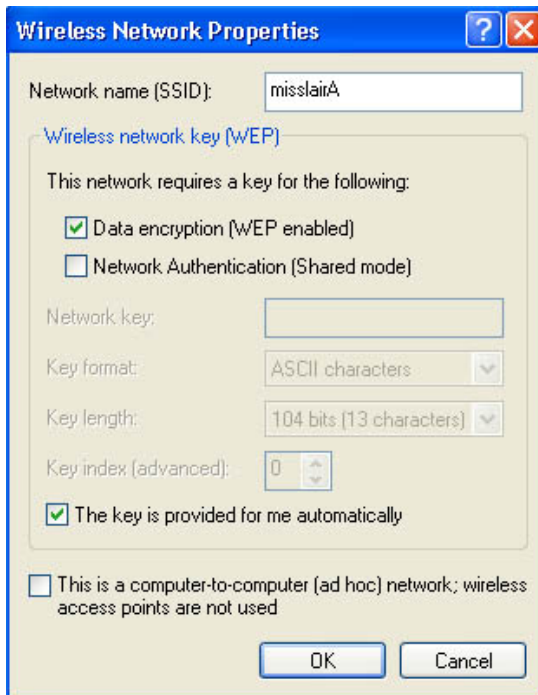 Wireless Network Properties
Network name (SSID): misslairA
Wireless network key (WEP)
This network requires a key for the following:
Data encryption (WEP enabled)
Network Authentication (Shared mode)
Network key:
Key format: ASCII characters
Key length: 104 bits (13 characters)
Key index (advanced): 0
The key is provided for me automatically
This is a computer-to-computer (ad hoc) network; wireless
access points are not used
OK Cancel